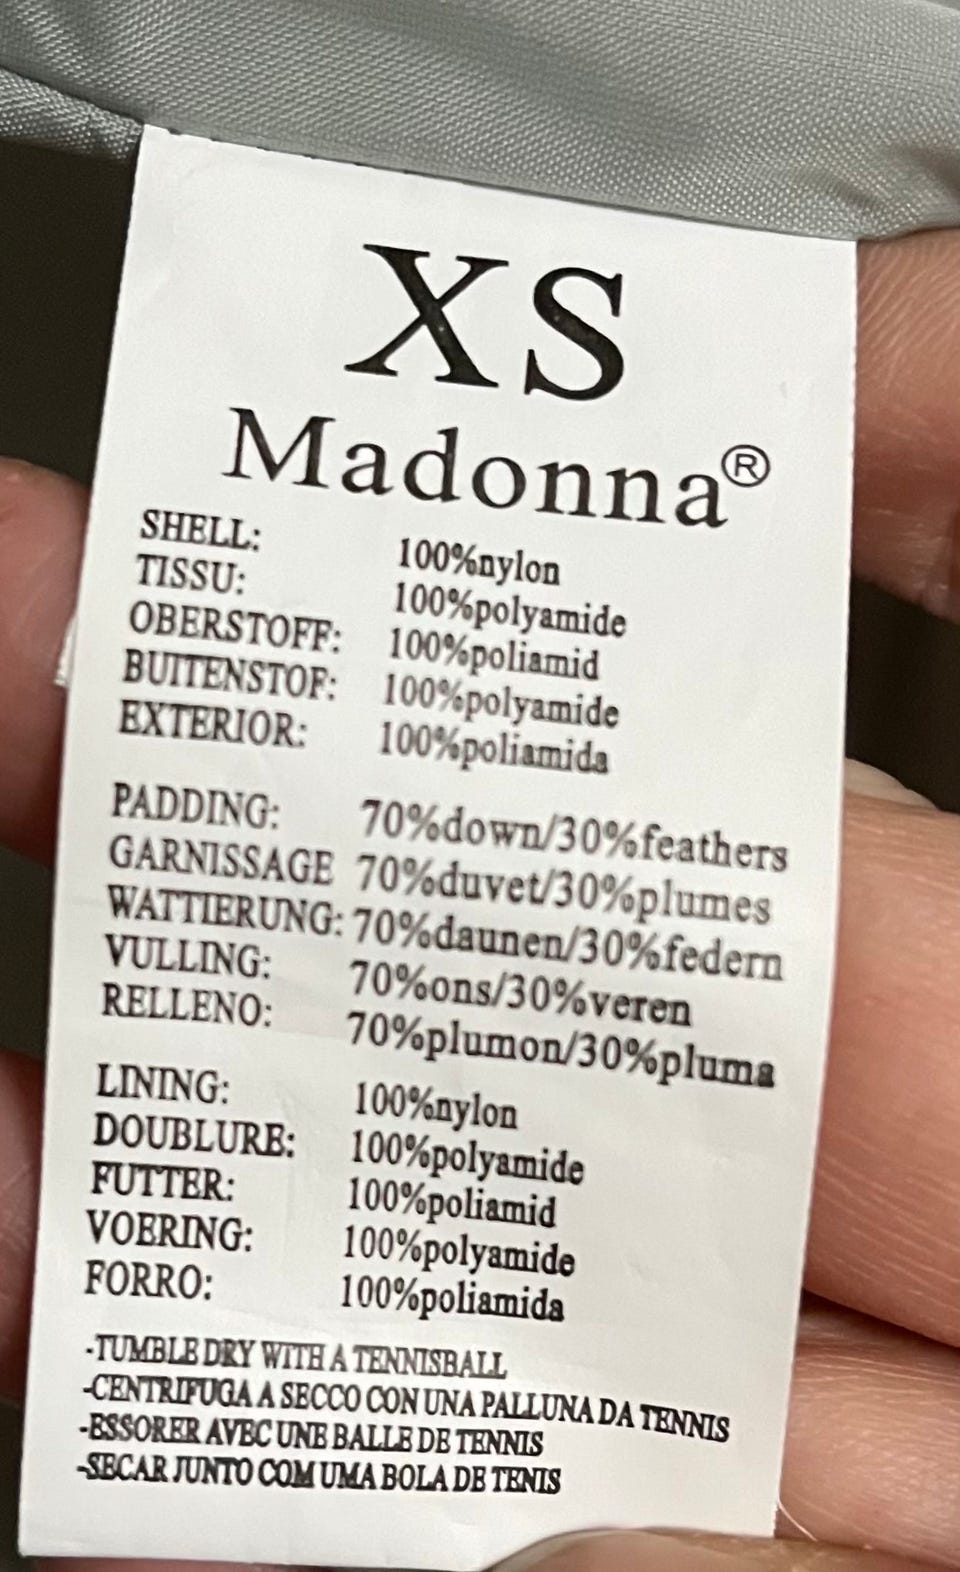 XS
Madonna®
SHELL: 100%nylon
TISSU: 100%polyamide
OBERSTOFF: 100%poliamid
BUITENSTOF: 100%polyamide
EXTERIOR: 100%poliamida
PADDING: 70%down/30%feathers
GARNISSAGE 70%duvet/30%plumes
WATTIERUNG: 70%daunen/30%federn
VULLING: 70%ons/30%veren
RELLENO: 70%plumon/30%pluma
LINING: 100%nylon
DOUBLURE: 100%polyamide
FUTTER: 100%poliamid
VOERING: 100%polyamide
FORRO: 100%poliamida
-TUMBLE DRY WITH A TENNISBALL
-CENTRIFUGA A SECCO CON UNA PALLUNA DA TENNIS
-ESSORER AVEC UNE BALLE DE TENNIS
-SECAR JUNTO COM UMA BOLA DE TENIS